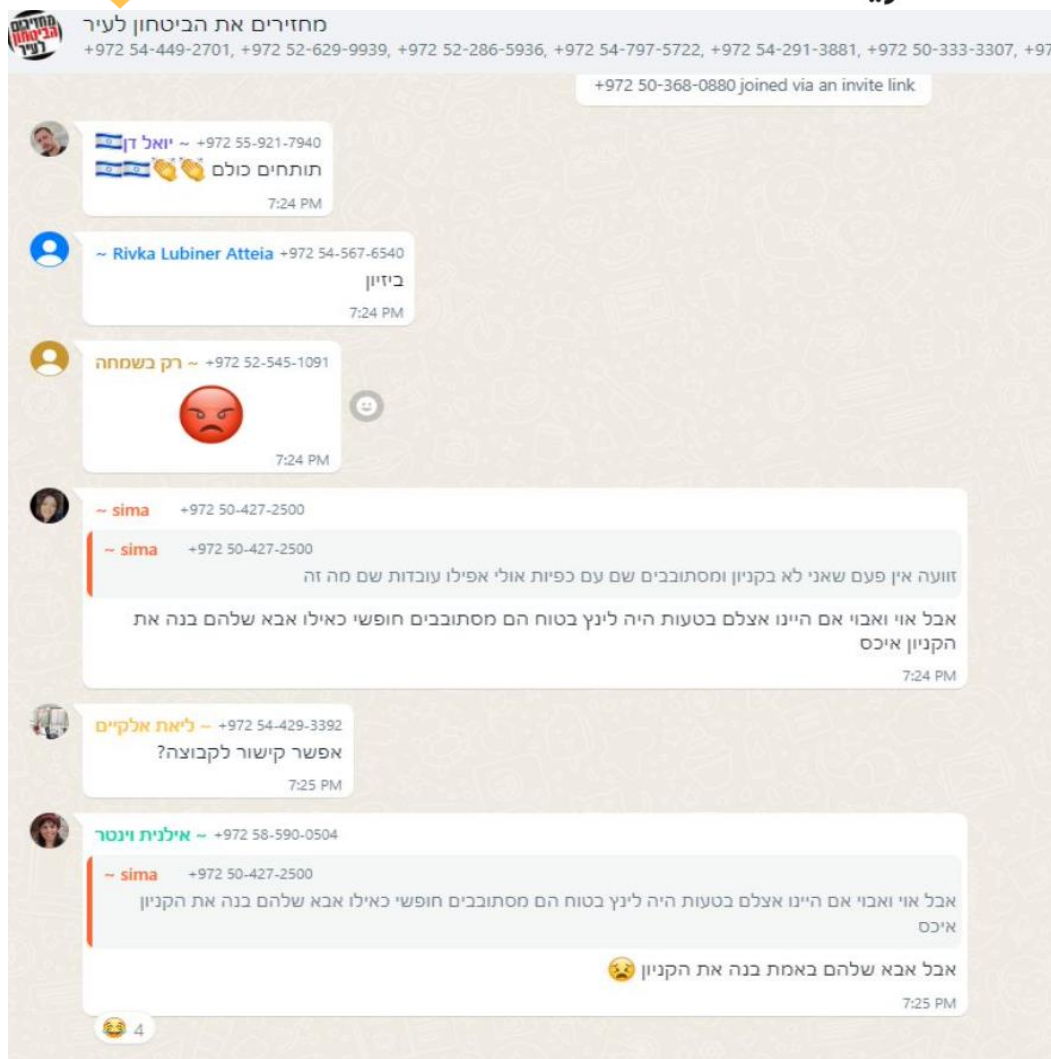 מחזירים את הביטחון לעיר
+972 54-449-2701, +972 52-629-9939, +972 52-286-5936, +972 54-797-5722, +972 54-291-3881, +972 50-333-3307, +97
+972 50-368-0880 joined via an invite link
יואל דן🇮🇱 ~ +972 55-921-7940
תותחים כולם 👏👏🇮🇱🇮🇱
7:24 PM
~ Rivka Lubiner Atteia +972 54-567-6540
ביזיון
7:24 PM
רק בשמחה ~ +972 52-545-1091
😡
7:24 PM
~ sima +972 50-427-2500
~ sima +972 50-427-2500
זוועה אין פעם שאני לא בקניון ומסתובבים שם עם כפיות אולי אפילו עובדות שם מה זה
אבל אוי ואבוי אם היינו אצלם בטעות היה לינץ בטוח הם מסתובבים חופשי כאילו אבא שלהם בנה את
הקניון איכס
7:24 PM
ליאת אלקיים ~ +972 54-429-3392
אפשר קישור לקבוצה?
7:25 PM
אילנית וינטר ~ +972 58-590-0504
~ sima +972 50-427-2500
אבל אוי ואבוי אם היינו אצלם בטעות היה לינץ בטוח הם מסתובבים חופשי כאילו אבא שלהם בנה את הקניון
איכס
אבל אבא שלהם באמת בנה את הקניון 😣
7:25 PM
😂 4